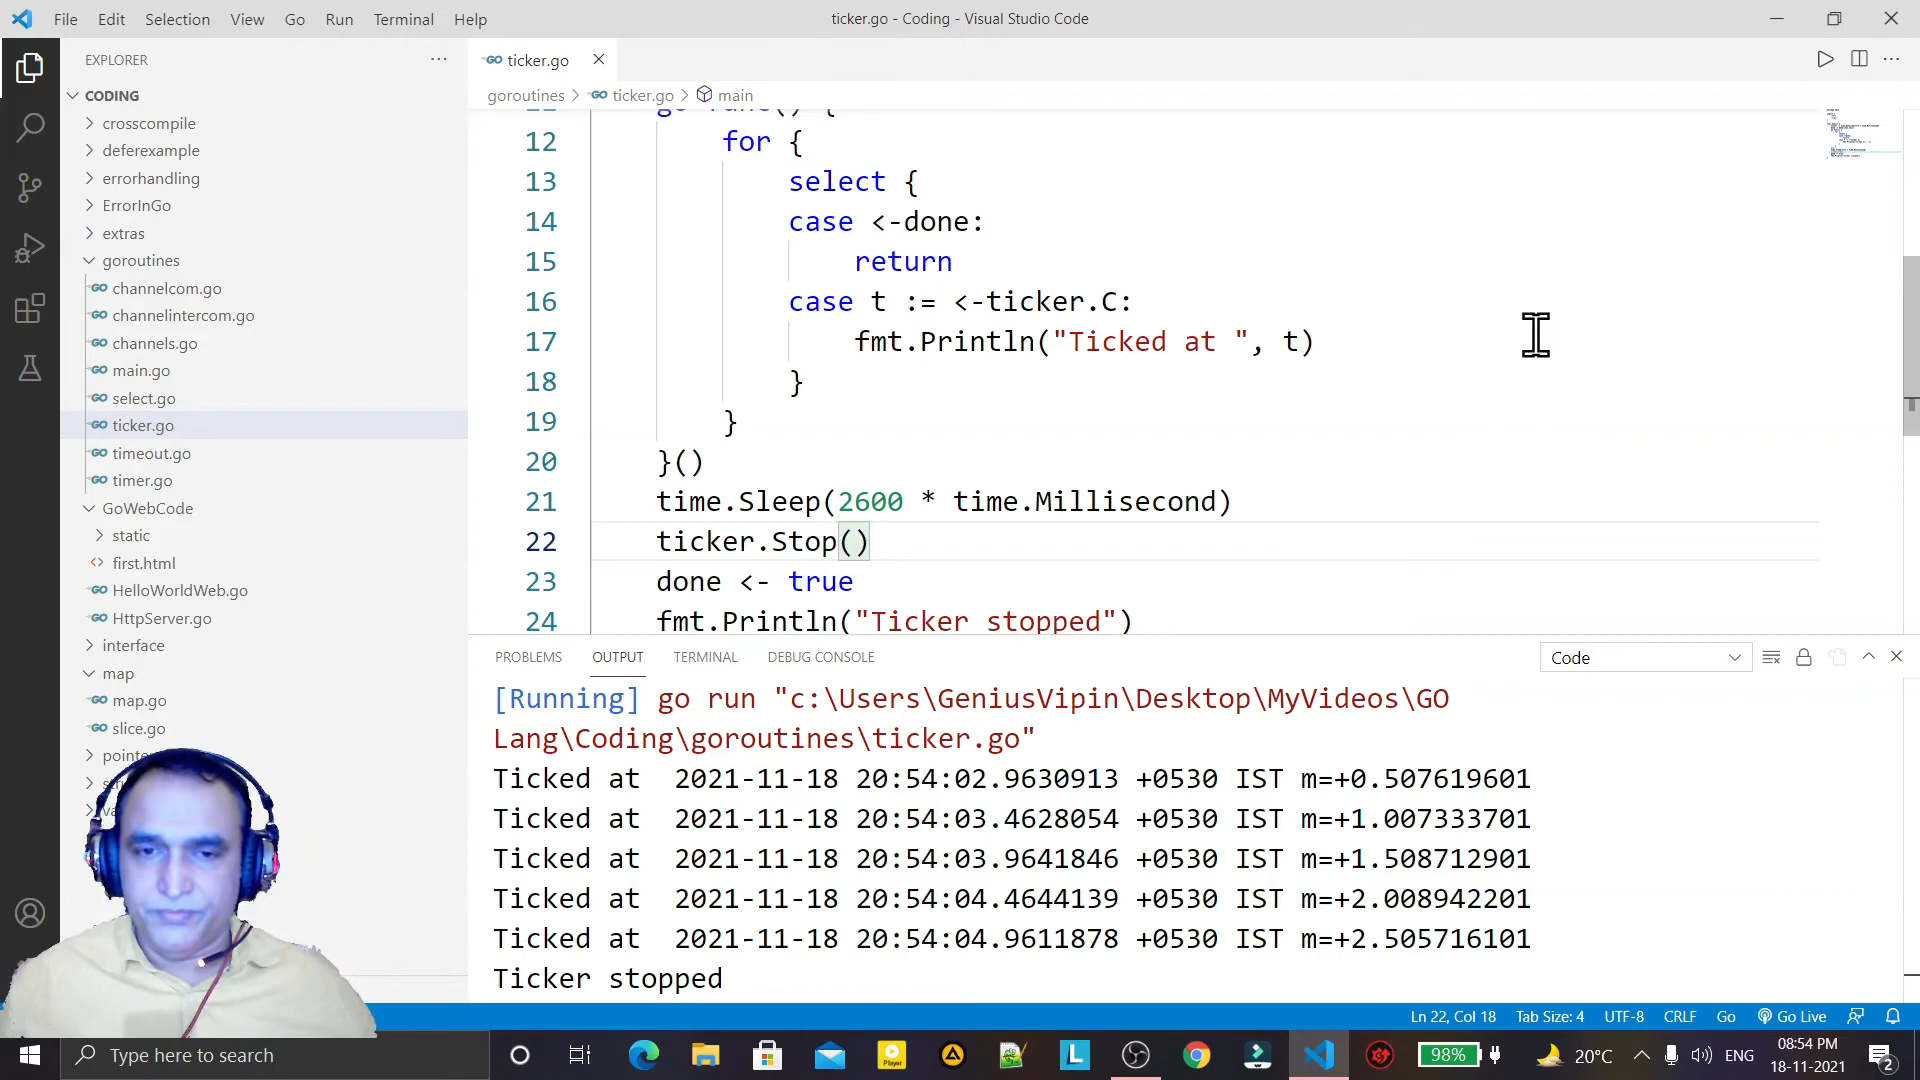 File Edit Selection View Go Run Terminal Help
ticker.go - Coding - Visual Studio Code
EXPLORER
CODING
crosscompile
deferexample
errorhandling
ErrorInGo
extras
goroutines
channelcom.go
channelintercom.go
channels.go
main.go
select.go
ticker.go
timeout.go
timer.go
GoWebCode
static
first.html
HelloWorldWeb.go
HttpServer.go
interface
map
map.go
slice.go
ticker.go
goroutines > ticker.go > main
12 for {
13 select {
14 case <-done:
15 return
16 case t := <-ticker.C:
17 fmt.Println("Ticked at ", t)
18 }
19 }
20 }()
21 time.Sleep(2600 * time.Millisecond)
22 ticker.Stop()
23 done <- true
24 fmt.Println("Ticker stopped")
PROBLEMS OUTPUT TERMINAL DEBUG CONSOLE
Code
[Running] go run "c:\Users\GeniusVipin\Desktop\MyVideos\GO
Lang\Coding\goroutines\ticker.go"
Ticked at  2021-11-18 20:54:02.9630913 +0530 IST m=+0.507619601
Ticked at  2021-11-18 20:54:03.4628054 +0530 IST m=+1.007333701
Ticked at  2021-11-18 20:54:03.9641846 +0530 IST m=+1.508712901
Ticked at  2021-11-18 20:54:04.4644139 +0530 IST m=+2.008942201
Ticked at  2021-11-18 20:54:04.9611878 +0530 IST m=+2.505716101
Ticker stopped
Ln 22, Col 18 Tab Size: 4 UTF-8 CRLF Go Go Live
Type here to search
Player
98%
20°C
ENG
08:54 PM
18-11-2021
2